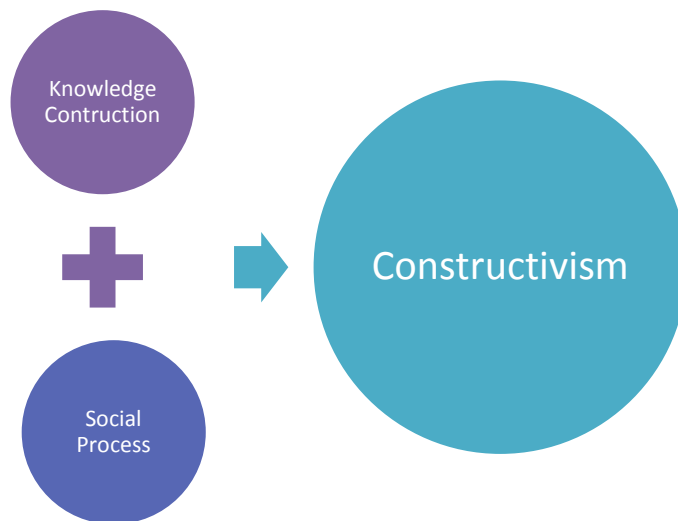 Knowledge
Contruction
Social
Process
Constructivism